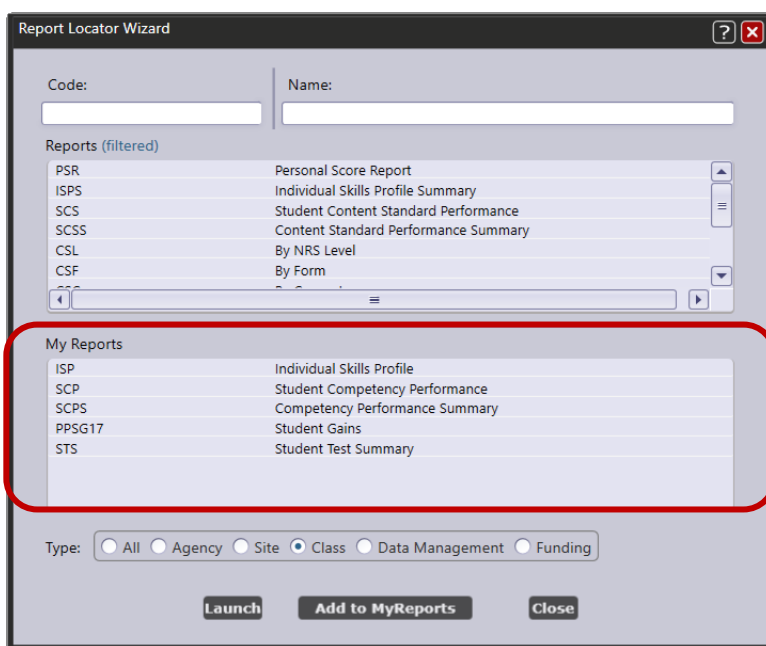 Report Locator Wizard
Code: Name:
Reports (filtered)
PSR Personal Score Report
ISPS Individual Skills Profile Summary
SCS Student Content Standard Performance
SCSS Content Standard Performance Summary
CSL By NRS Level
CSF By Form
My Reports
ISP Individual Skills Profile
SCP Student Competency Performance
SCPS Competency Performance Summary
PPSG17 Student Gains
STS Student Test Summary
Type: All Agency Site Class Data Management Funding
Launch Add to MyReports Close